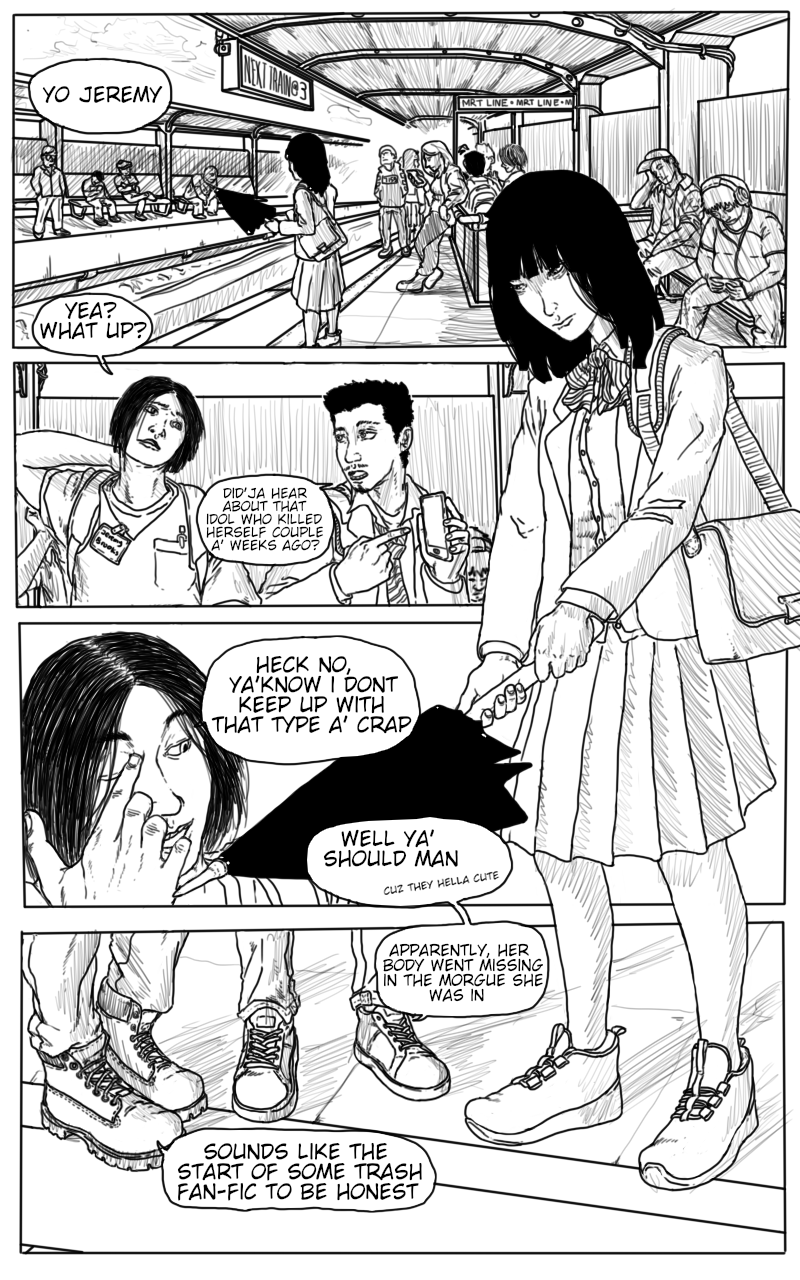 YO JEREMY
NEXT TRAIN@3
MRT LINE • MRT LINE • M
YEA?
WHAT UP?
DID'JA HEAR
ABOUT THAT
IDOL WHO KILLED
HERSELF COUPLE
A' WEEKS AGO?
HECK NO,
YA'KNOW I DONT
KEEP UP WITH
THAT TYPE A' CRAP
WELL YA'
SHOULD MAN
CUZ THEY HELLA CUTE
APPARENTLY, HER
BODY WENT MISSING
IN THE MORGUE SHE
WAS IN
SOUNDS LIKE THE
START OF SOME TRASH
FAN-FIC TO BE HONEST